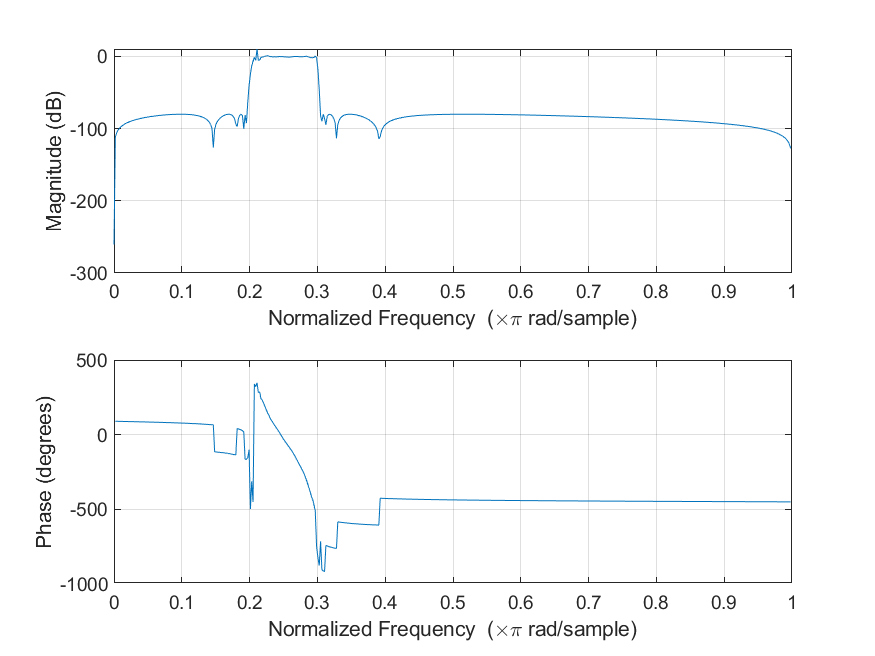 0
-100
-200
-300
Magnitude (dB)
0 0.1 0.2 0.3 0.4 0.5 0.6 0.7 0.8 0.9 1
Normalized Frequency (×π rad/sample)
500
0
-500
-1000
Phase (degrees)
0 0.1 0.2 0.3 0.4 0.5 0.6 0.7 0.8 0.9 1
Normalized Frequency (×π rad/sample)